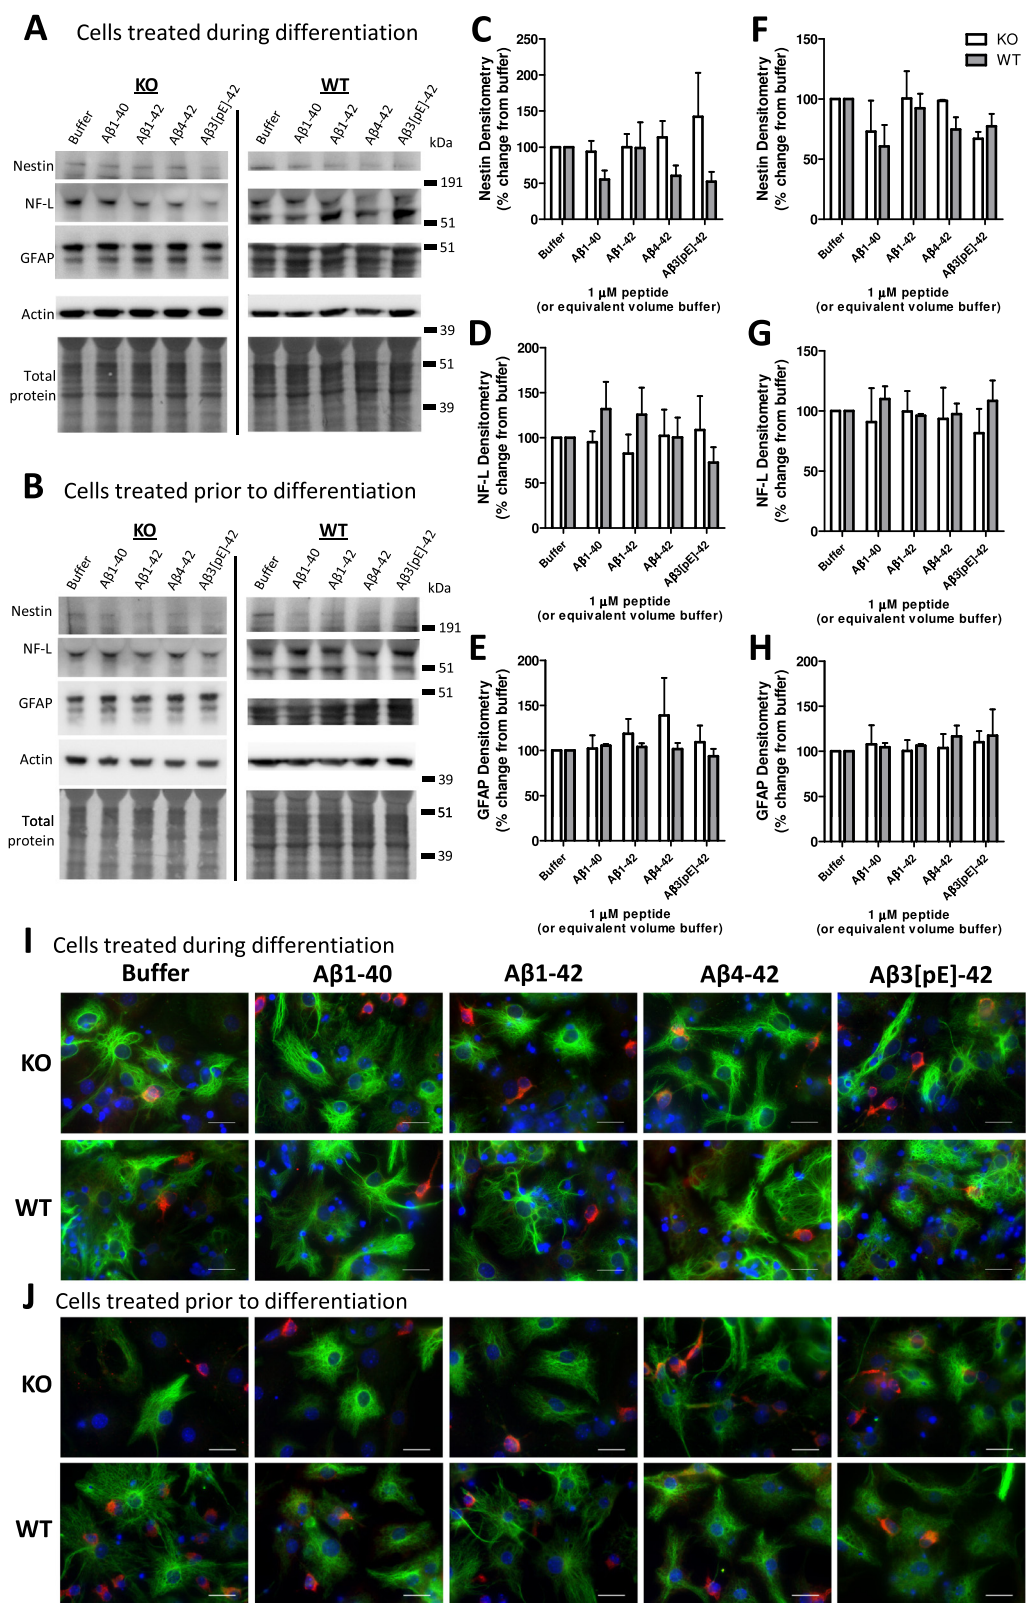 A Cells treated during differentiation
KO
WT
Buffer
Aβ1-40
Aβ1-42
Aβ4-42
Aβ3[pE]-42
Buffer
Aβ1-40
Aβ1-42
Aβ4-42
Aβ3[pE]-42
kDa
Nestin
191
NF-L
51
GFAP
51
Actin
39
Total
protein
51
39
B Cells treated prior to differentiation
KO
WT
Buffer
Aβ1-40
Aβ1-42
Aβ4-42
Aβ3[pE]-42
Buffer
Aβ1-40
Aβ1-42
Aβ4-42
Aβ3[pE]-42
kDa
Nestin
191
NF-L
51
51
GFAP
Actin
39
Total
protein
51
39
C
Nestin Densitometry
(% change from buffer)
250
200
150
100
50
0
Buffer
Aβ1-40
Aβ1-42
Aβ4-42
Aβ3[pE]-42
1 µM peptide
(or equivalent volume buffer)
F
KO
WT
Nestin Densitometry
(% change from buffer)
150
100
50
0
Buffer
Aβ1-40
Aβ1-42
Aβ4-42
Aβ3[pE]-42
1 µM peptide
(or equivalent volume buffer)
D
NF-L Densitometry
(% change from buffer)
200
150
100
50
0
Buffer
Aβ1-40
Aβ1-42
Aβ4-42
Aβ3[pE]-42
1 µM peptide
(or equivalent volume buffer)
G
NF-L Densitometry
(% change from buffer)
150
100
50
0
Buffer
Aβ1-40
Aβ1-42
Aβ4-42
Aβ3[pE]-42
1 µM peptide
(or equivalent volume buffer)
E
GFAP Densitometry
(% change from buffer)
200
150
100
50
0
Buffer
Aβ1-40
Aβ1-42
Aβ4-42
Aβ3[pE]-42
1 µM peptide
(or equivalent volume buffer)
H
GFAP Densitometry
(% change from buffer)
200
150
100
50
0
Buffer
Aβ1-40
Aβ1-42
Aβ4-42
Aβ3[pE]-42
1 µM peptide
(or equivalent volume buffer)
I Cells treated during differentiation
Buffer Aβ1-40 Aβ1-42 Aβ4-42 Aβ3[pE]-42
KO
WT
J Cells treated prior to differentiation
KO
WT